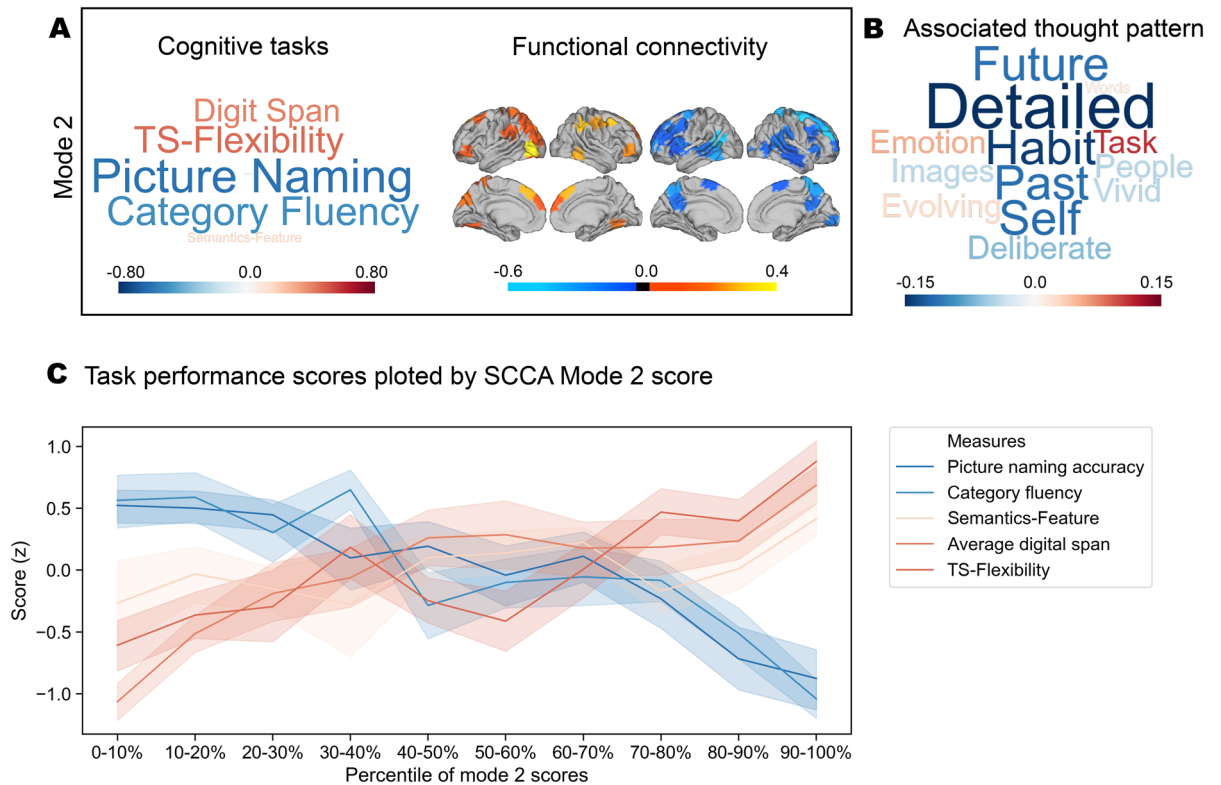 A
B
Associated thought pattern
Cognitive tasks
Functional connectivity
Mode 2
Digit Span
TS-Flexibility
Picture Naming
Category Fluency
Semantics-Feature
-0.80 0.0 0.80
-0.6 0.0 0.4
Future
Words
Detailed
Emotion Habit Task
Images People
Past Vivid
Evolving Self
Deliberate
-0.15 0.0 0.15
C Task performance scores ploted by SCCA Mode 2 score
Score (z)
1.0
0.5
0.0
−0.5
−1.0
0-10% 10-20% 20-30% 30-40% 40-50% 50-60% 60-70% 70-80% 80-90% 90-100%
Percentile of mode 2 scores
Measures
Picture naming accuracy
Category fluency
Semantics-Feature
Average digital span
TS-Flexibility